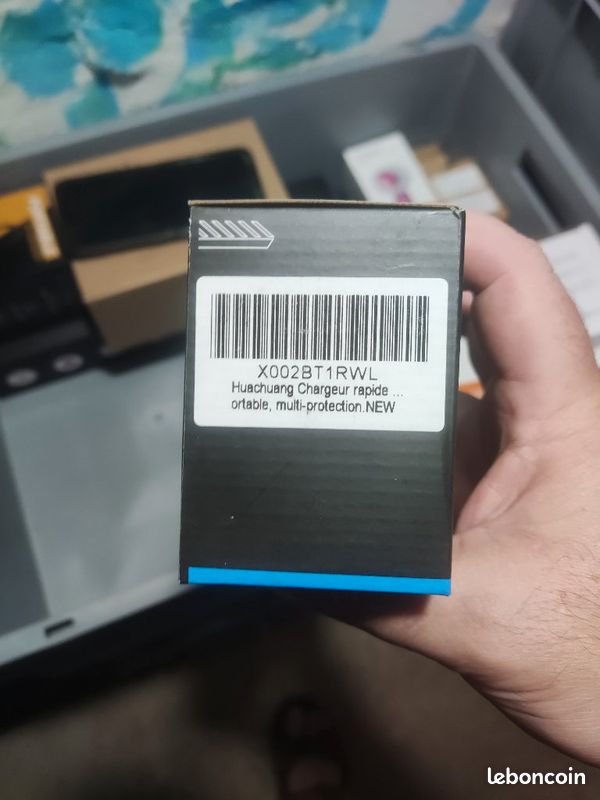 X002BT1RWL
Huachuang Chargeur rapide ...
ortable, multi-protection.NEW
leboncoin